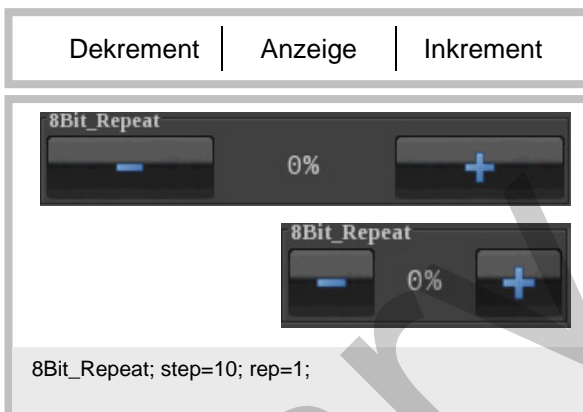 Dekrement Anzeige Inkrement
8Bit_Repeat
- 0% +
8Bit_Repeat
- 0% +
8Bit_Repeat; step=10; rep=1;